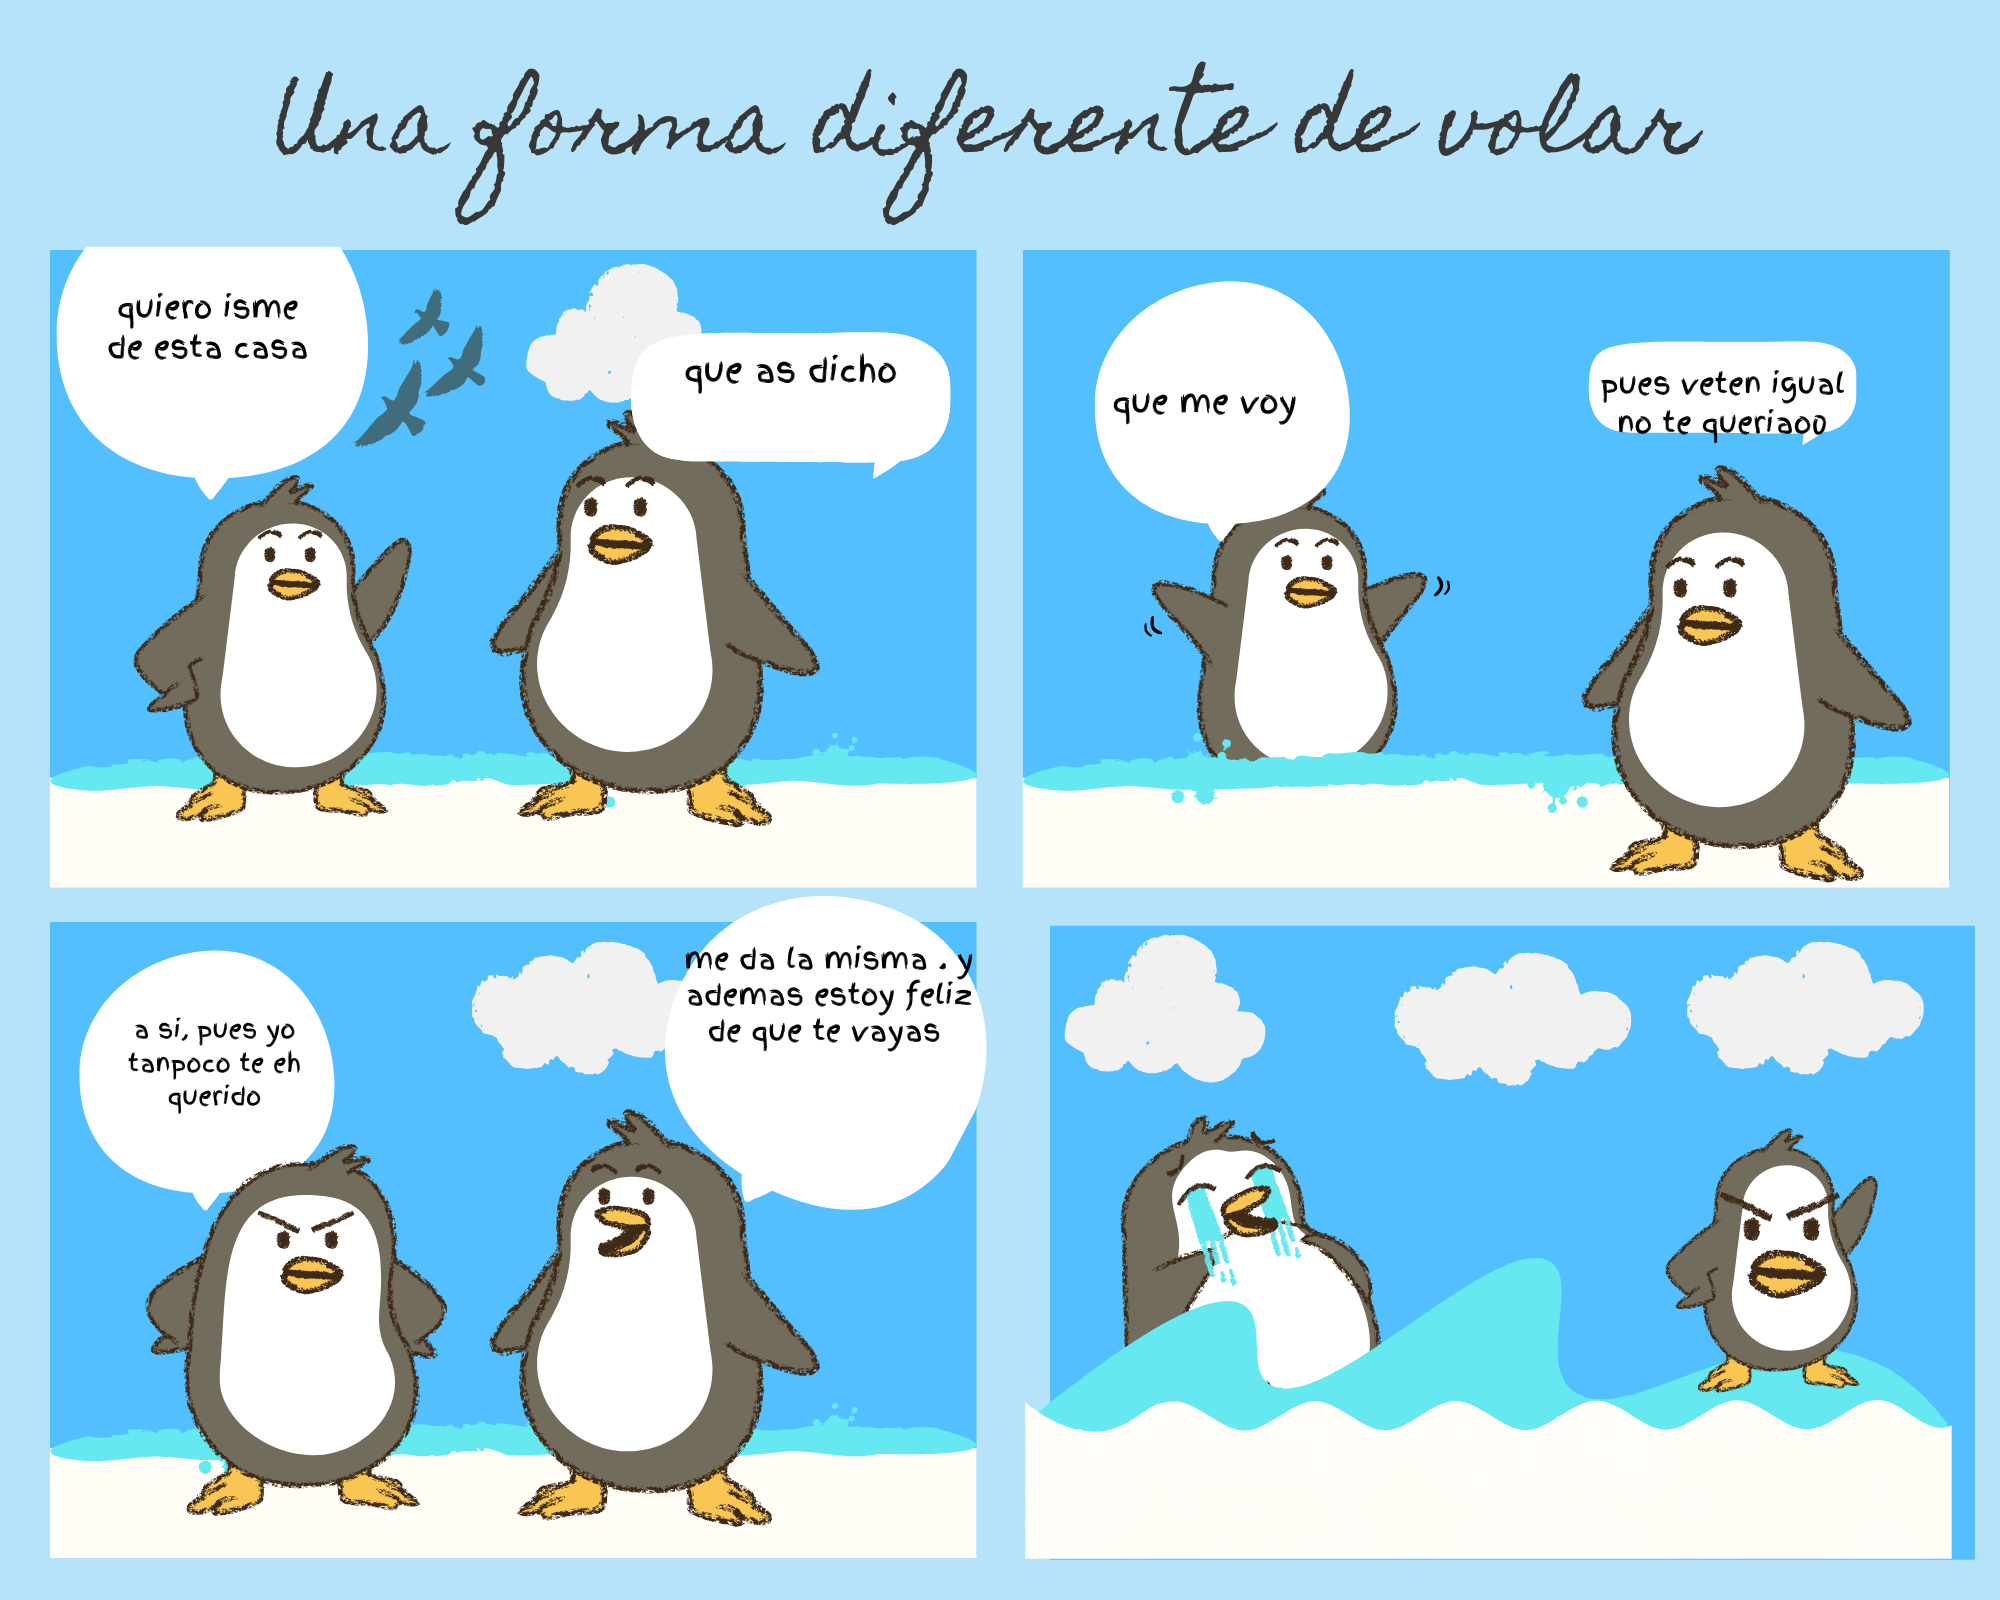 Una forma diferente de volar
quiero isme
de esta casa
que as dicho
que me voy
pues veten igual
no te queriaoo
a si, pues yo
tanpoco te eh
querido
me da la misma . y
ademas estoy feliz
de que te vayas